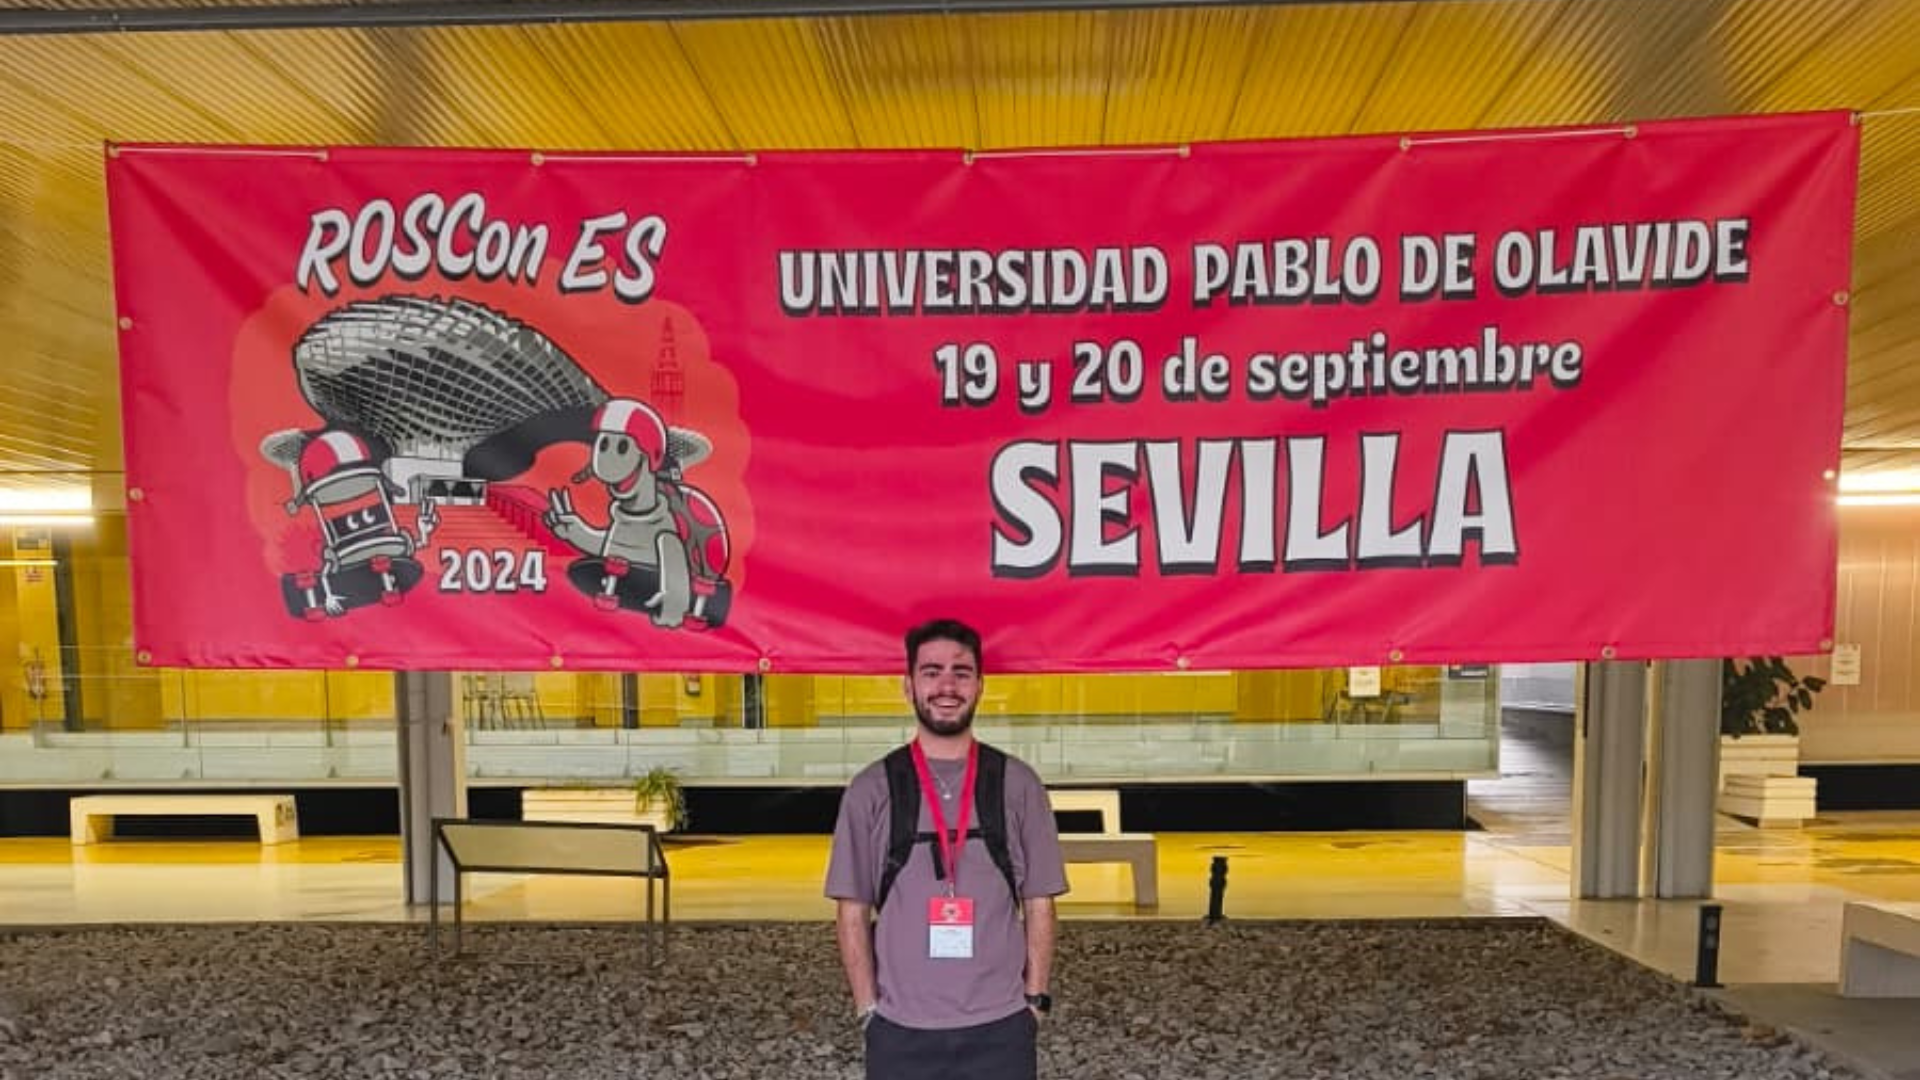 ROSCon ES
2024
UNIVERSIDAD PABLO DE OLAVIDE
19 y 20 de septiembre
SEVILLA